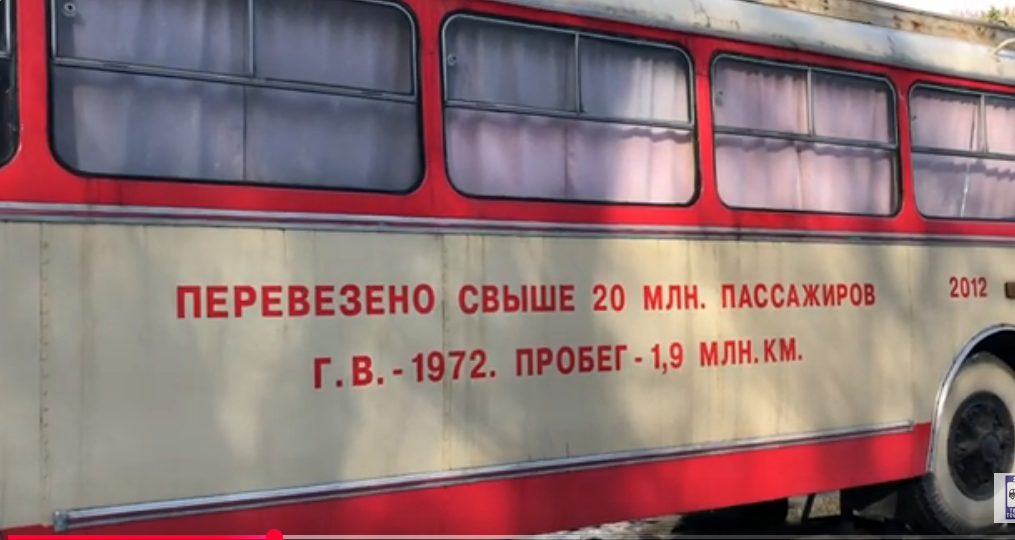 ПЕРЕВЕЗЕНО СВЫШЕ 20 МЛН. ПАССАЖИРОВ
2012
Г.В.-1972. ПРОБЕГ-1,9 МЛН.КМ.